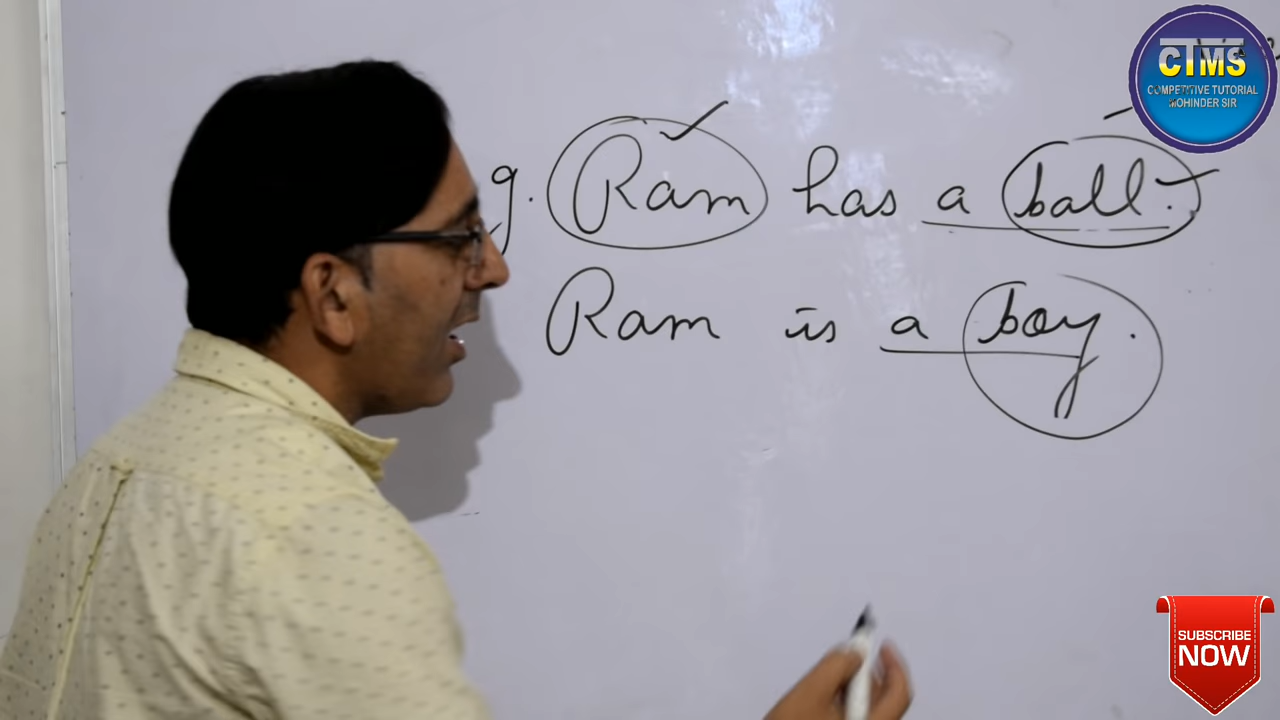 CTMS
COMPETITIVE TUTORIAL
MOHINDER SIR
g. Ram has a ball.
Ram is a boy.
SUBSCRIBE
NOW